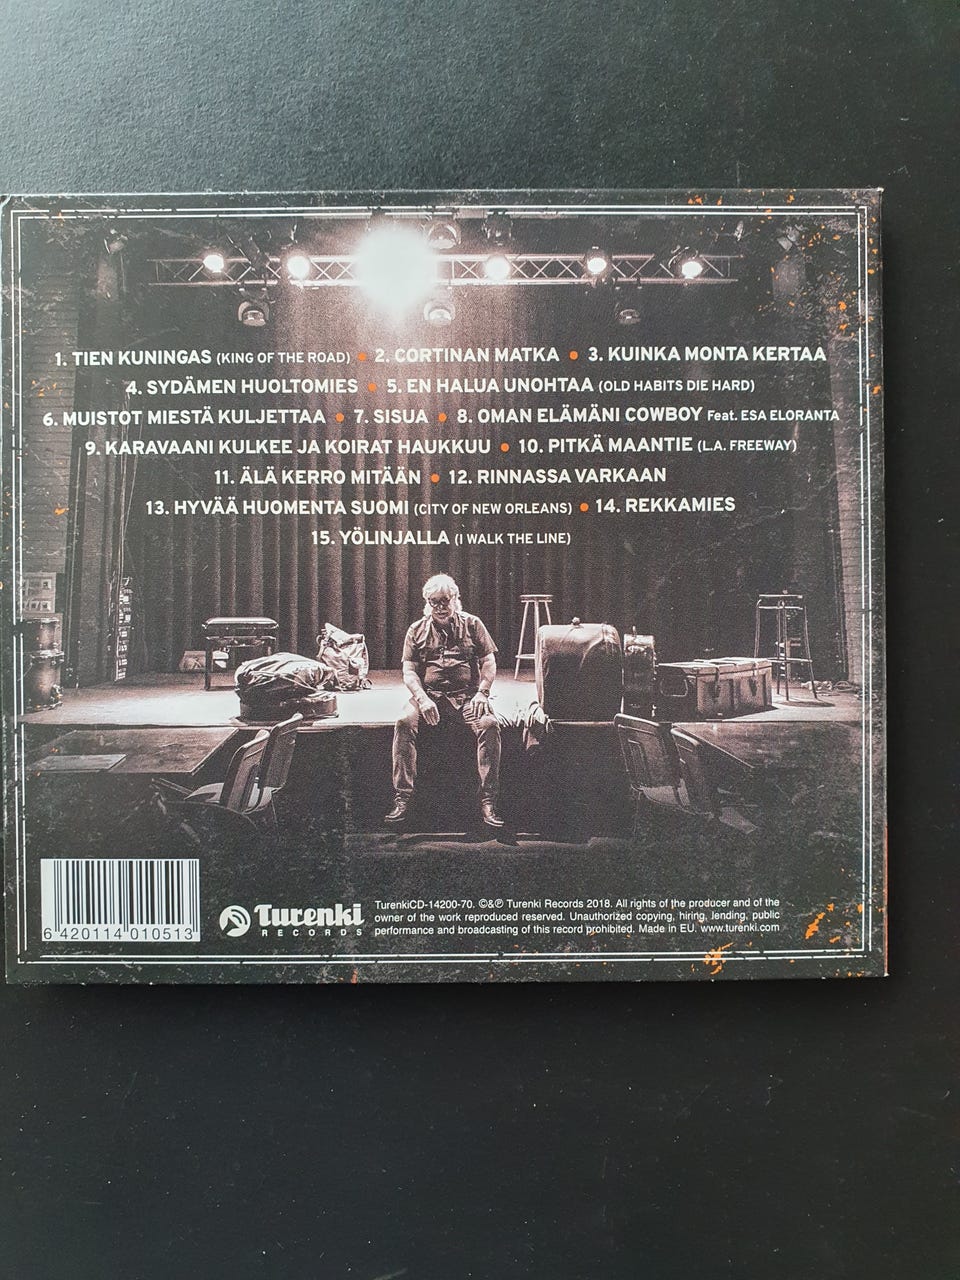 1. TIEN KUNINGAS (KING OF THE ROAD) • 2. CORTINAN MATKA • 3. KUINKA MONTA KERTAA
4. SYDÄMEN HUOLTOMIES • 5. EN HALUA UNOHTAA (OLD HABITS DIE HARD)
6. MUISTOT MIESTÄ KULJETTAA • 7. SISUA • 8. OMAN ELÄMÄNI COWBOY Feat. ESA ELORANTA
9. KARAVAANI KULKEE JA KOIRAT HAUKKUU • 10. PITKÄ MAANTIE (L.A. FREEWAY)
11. ÄLÄ KERRO MITÄÄN • 12. RINNASSA VARKAAN
13. HYVÄÄ HUOMENTA SUOMI (CITY OF NEW ORLEANS) • 14. REKKAMIES
15. YÖLINJALLA (I WALK THE LINE)
6 420114 010513
Turenki
RECORDS
TurenkiCD-14200-70. ©&℗ Turenki Records 2018. All rights of the producer and of the
owner of the work reproduced reserved. Unauthorized copying, hiring, lending, public
performance and broadcasting of this record prohibited. Made in EU. www.turenki.com